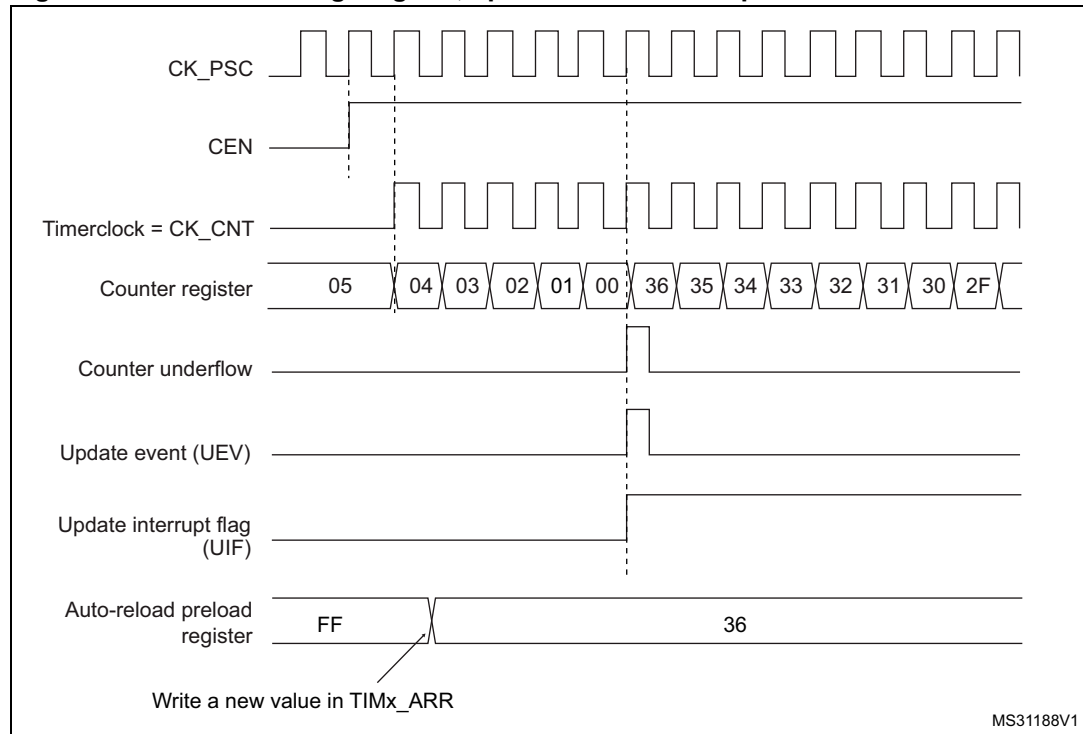 CK_PSC
CEN
Timerclock = CK_CNT
Counter register 05 04 03 02 01 00 36 35 34 33 32 31 30 2F
Counter underflow
Update event (UEV)
Update interrupt flag
(UIF)
Auto-reload preload
register FF 36
Write a new value in TIMx_ARR
MS31188V1